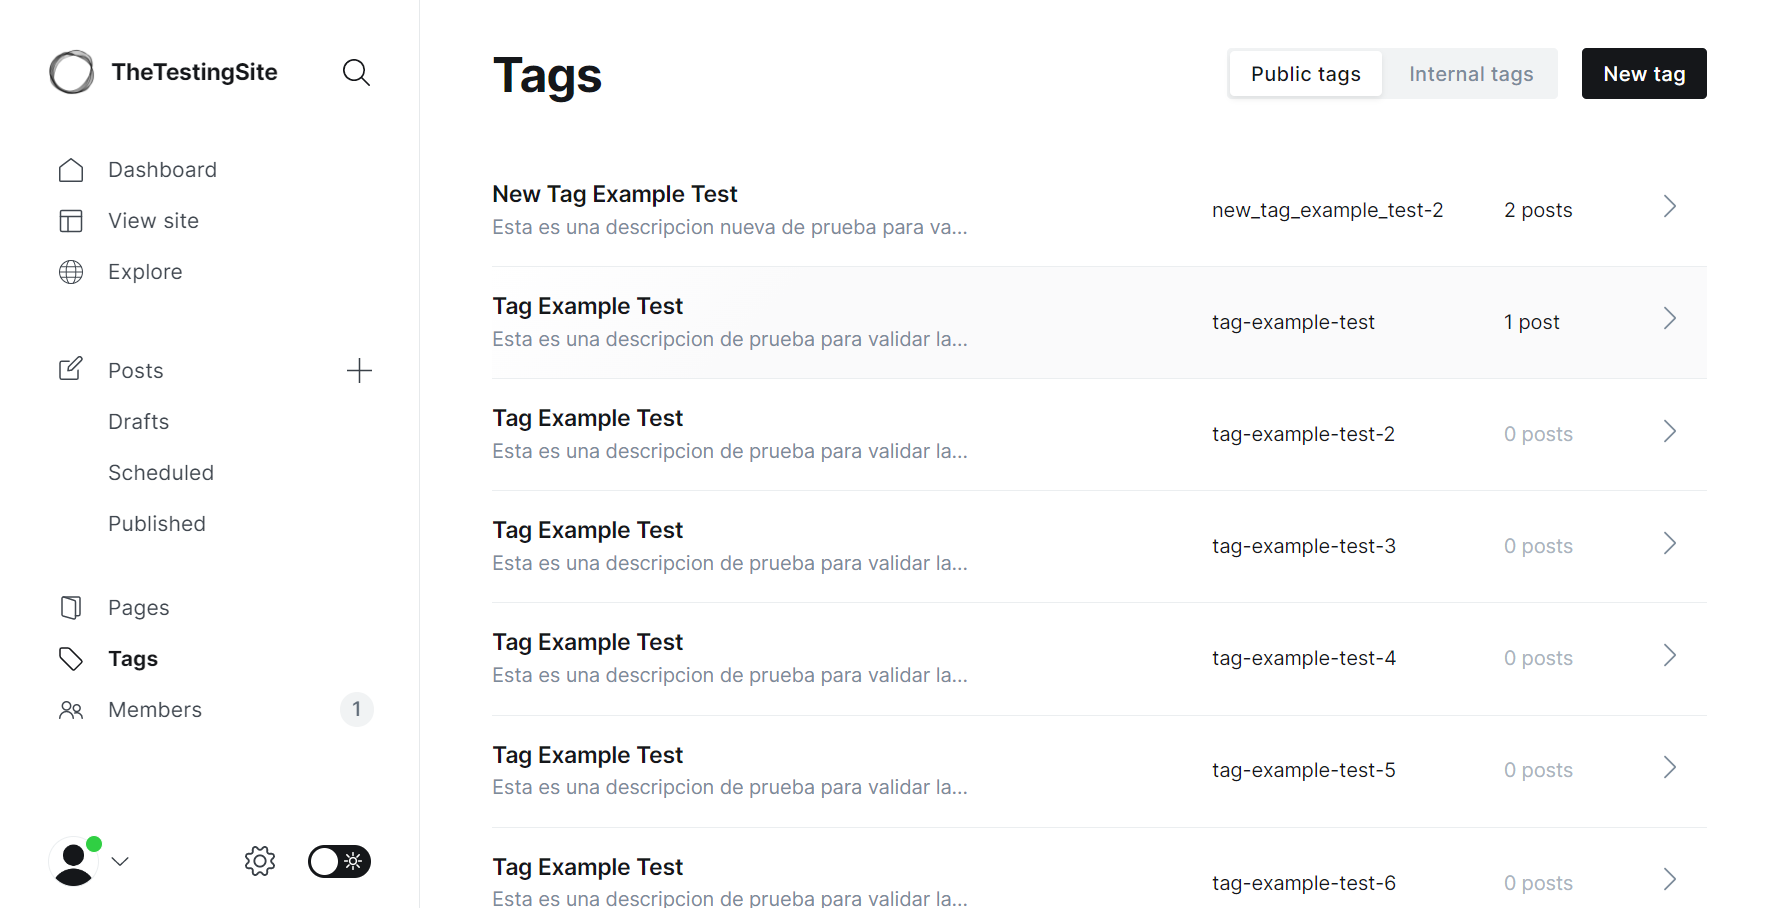 TheTestingSite
Dashboard
View site
Explore
Posts
Drafts
Scheduled
Published
Pages
Tags
Members 1
Tags
Public tags Internal tags New tag
New Tag Example Test
Esta es una descripcion nueva de prueba para va...
new_tag_example_test-2 2 posts
Tag Example Test
Esta es una descripcion de prueba para validar la...
tag-example-test 1 post
Tag Example Test
Esta es una descripcion de prueba para validar la...
tag-example-test-2 0 posts
Tag Example Test
Esta es una descripcion de prueba para validar la...
tag-example-test-3 0 posts
Tag Example Test
Esta es una descripcion de prueba para validar la...
tag-example-test-4 0 posts
Tag Example Test
Esta es una descripcion de prueba para validar la...
tag-example-test-5 0 posts
Tag Example Test
Esta es una descripcion de prueba para validar la...
tag-example-test-6 0 posts